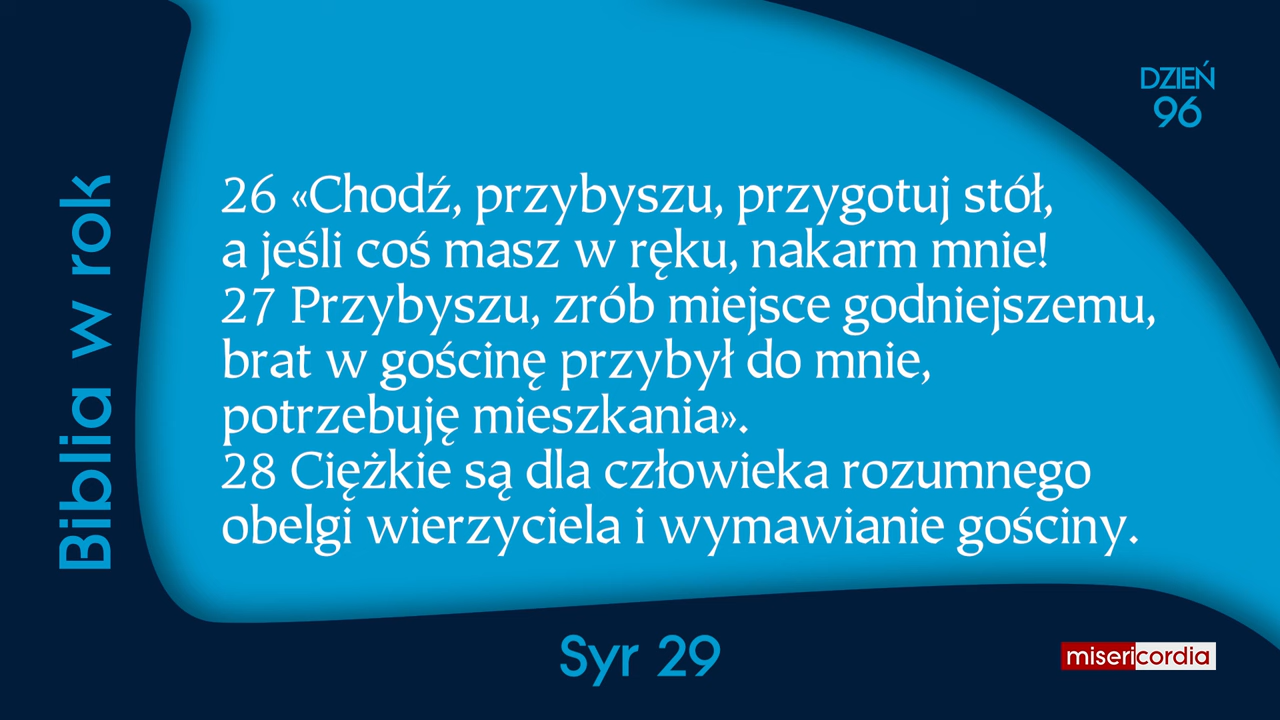 DZIEŃ
96
Biblia w rok
26 «Chodź, przybyszu, przygotuj stół,
a jeśli coś masz w ręku, nakarm mnie!
27 Przybyszu, zrób miejsce godniejszemu,
brat w gościnę przybył do mnie,
potrzebuję mieszkania».
28 Ciężkie są dla człowieka rozumnego
obelgi wierzyciela i wymawianie gościny.
Syr 29
misericordia